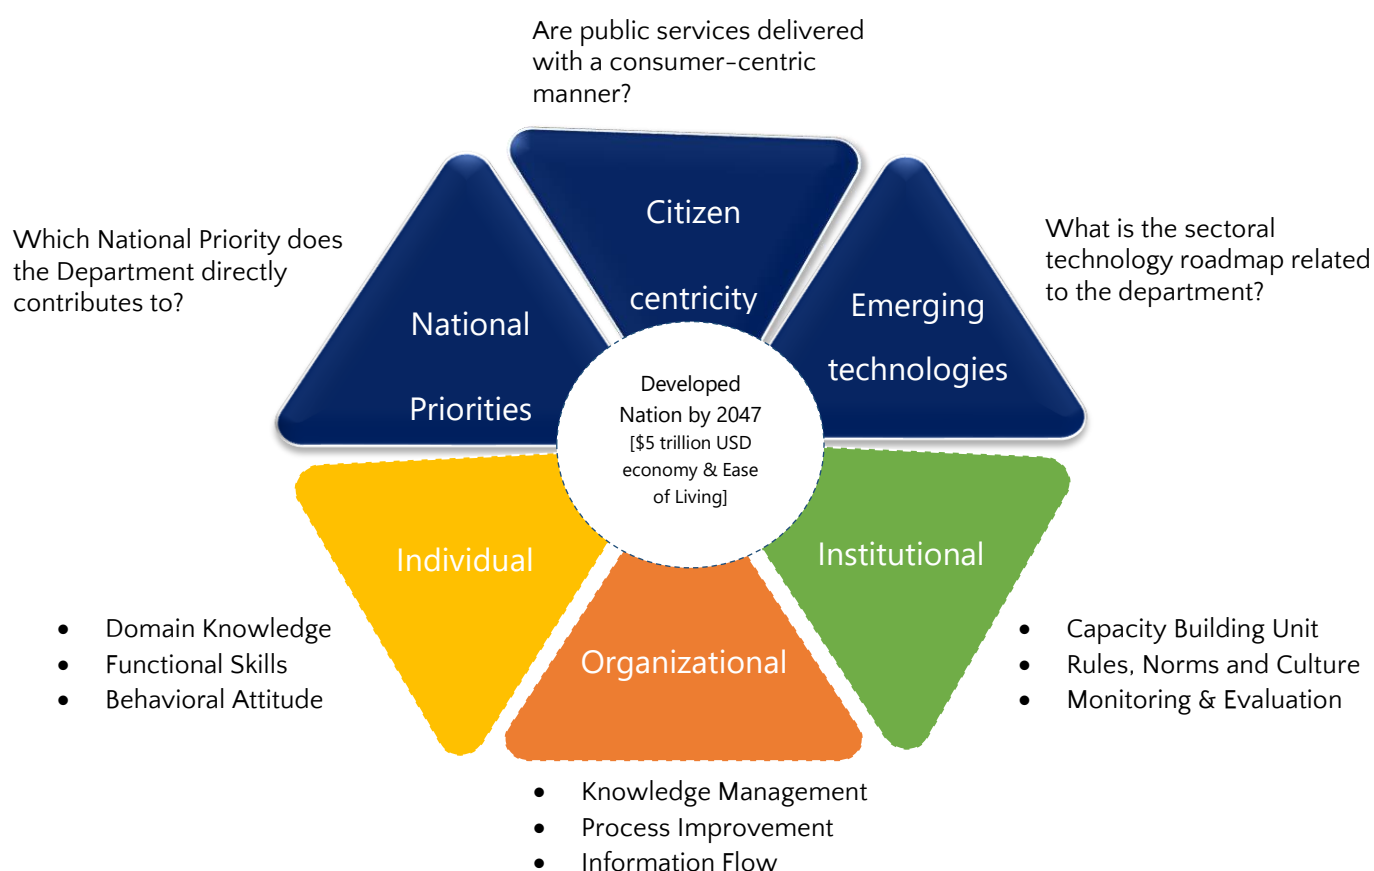 Are public services delivered
with a consumer-centric
manner?
Which National Priority does
the Department directly
contributes to?
What is the sectoral
technology roadmap related
to the department?
Citizen
centricity
National
Priorities
Emerging
technologies
Developed
Nation by 2047
[$5 trillion USD
economy & Ease
of Living]
Individual
Organizational
Institutional
• Domain Knowledge
• Functional Skills
• Behavioral Attitude
• Knowledge Management
• Process Improvement
• Information Flow
• Capacity Building Unit
• Rules, Norms and Culture
• Monitoring & Evaluation